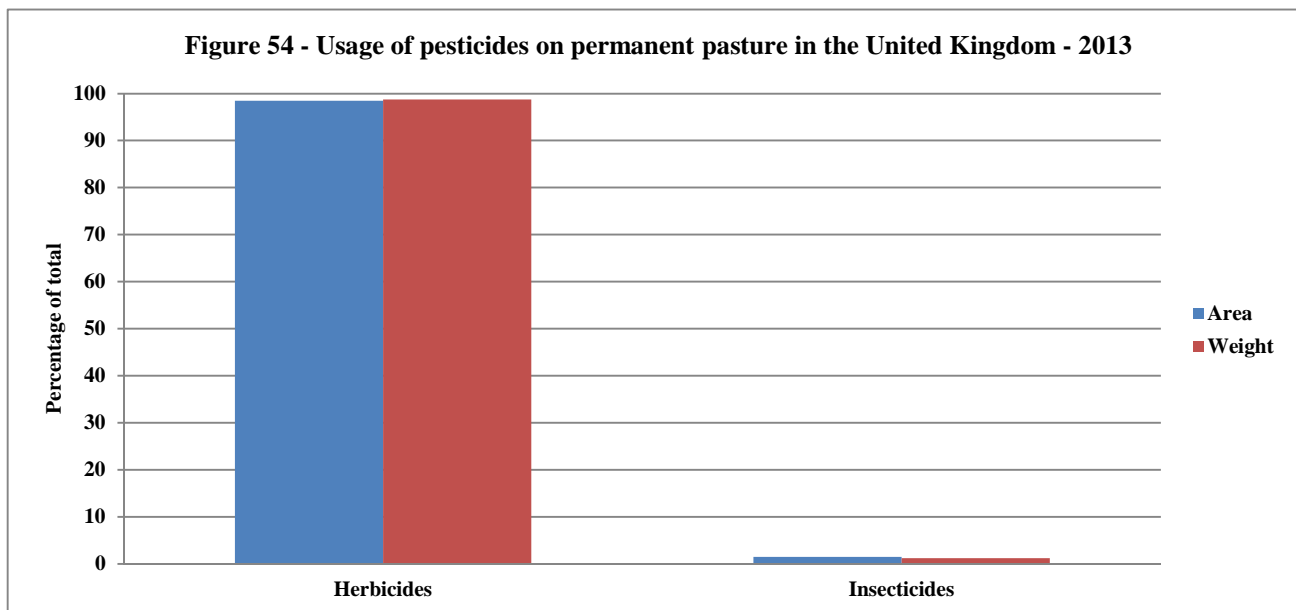 Figure 54 - Usage of pesticides on permanent pasture in the United Kingdom - 2013
Percentage of total
100
90
80
70
60
50
40
30
20
10
0
Herbicides
Insecticides
Area
Weight